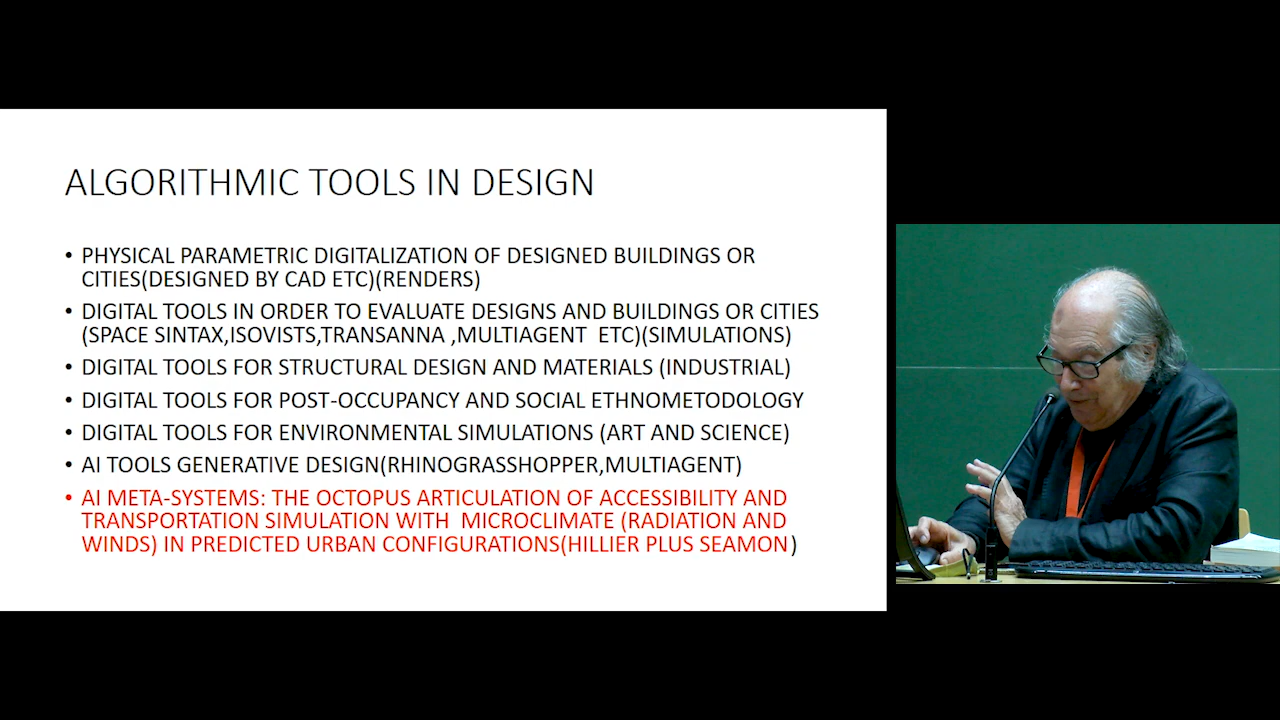 ALGORITHMIC TOOLS IN DESIGN
• PHYSICAL PARAMETRIC DIGITALIZATION OF DESIGNED BUILDINGS OR
CITIES(DESIGNED BY CAD ETC)(RENDERS)
• DIGITAL TOOLS IN ORDER TO EVALUATE DESIGNS AND BUILDINGS OR CITIES
(SPACE SINTAX,ISOVISTS,TRANSANNA ,MULTIAGENT  ETC)(SIMULATIONS)
• DIGITAL TOOLS FOR STRUCTURAL DESIGN AND MATERIALS (INDUSTRIAL)
• DIGITAL TOOLS FOR POST-OCCUPANCY AND SOCIAL ETHNOMETODOLOGY
• DIGITAL TOOLS FOR ENVIRONMENTAL SIMULATIONS (ART AND SCIENCE)
• AI TOOLS GENERATIVE DESIGN(RHINOGRASSHOPPER,MULTIAGENT)
• AI META-SYSTEMS: THE OCTOPUS ARTICULATION OF ACCESSIBILITY AND
TRANSPORTATION SIMULATION WITH  MICROCLIMATE (RADIATION AND
WINDS) IN PREDICTED URBAN CONFIGURATIONS(HILLIER PLUS SEAMON)